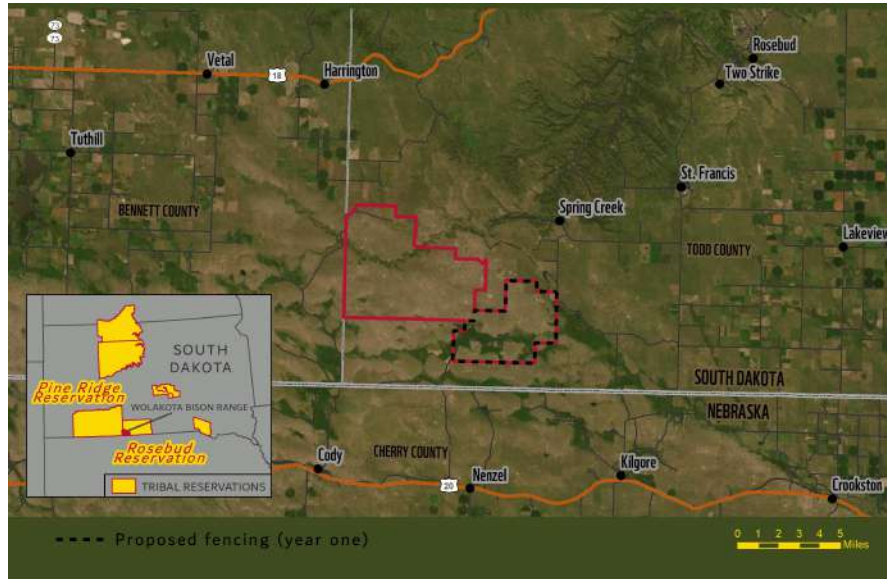 73
73
Rosebud
Vetal
18
Harrington
Two Strike
Tuthill
St. Francis
BENNETT COUNTY
Spring Creek
TODD COUNTY
Lakeview
SOUTH
DAKOTA
Pine Ridge
Reservation
WOLAKOTA BISON RANGE
Rosebud
Reservation
TRIBAL RESERVATIONS
SOUTH DAKOTA
NEBRASKA
Cody
CHERRY COUNTY
20
Nenzel
Kilgore
Crookston
Proposed fencing (year one)
0 1 2 3 4 5
Miles